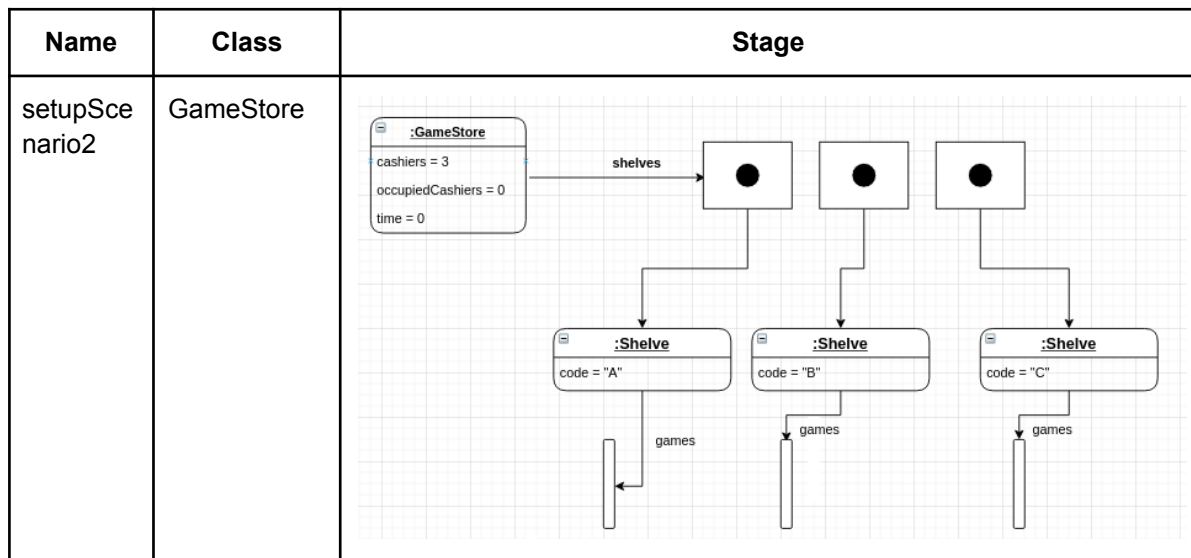 Name Class Stage
setupSce
nario2
GameStore
:GameStore
cashiers = 3
occupiedCashiers = 0
time = 0
shelves
:Shelve
code = "A"
games
:Shelve
code = "B"
games
:Shelve
code = "C"
games